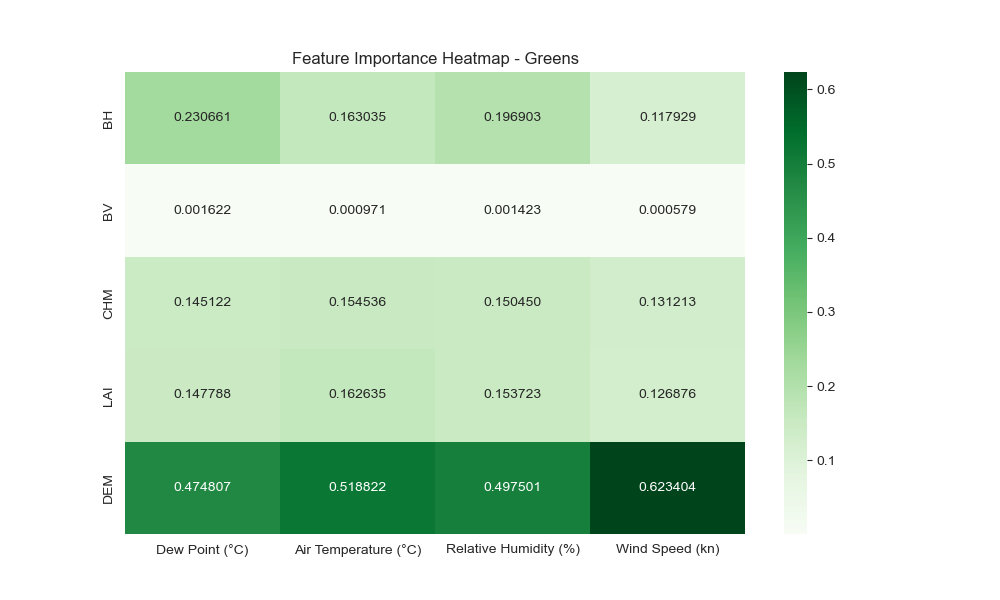 Feature Importance Heatmap - Greens
BH
0.230661 0.163035 0.196903 0.117929
BV
0.001622 0.000971 0.001423 0.000579
CHM
0.145122 0.154536 0.150450 0.131213
LAI
0.147788 0.162635 0.153723 0.126876
DEM
0.474807 0.518822 0.497501 0.623404
Dew Point (°C) Air Temperature (°C) Relative Humidity (%) Wind Speed (kn)
0.6
0.5
0.4
0.3
0.2
0.1